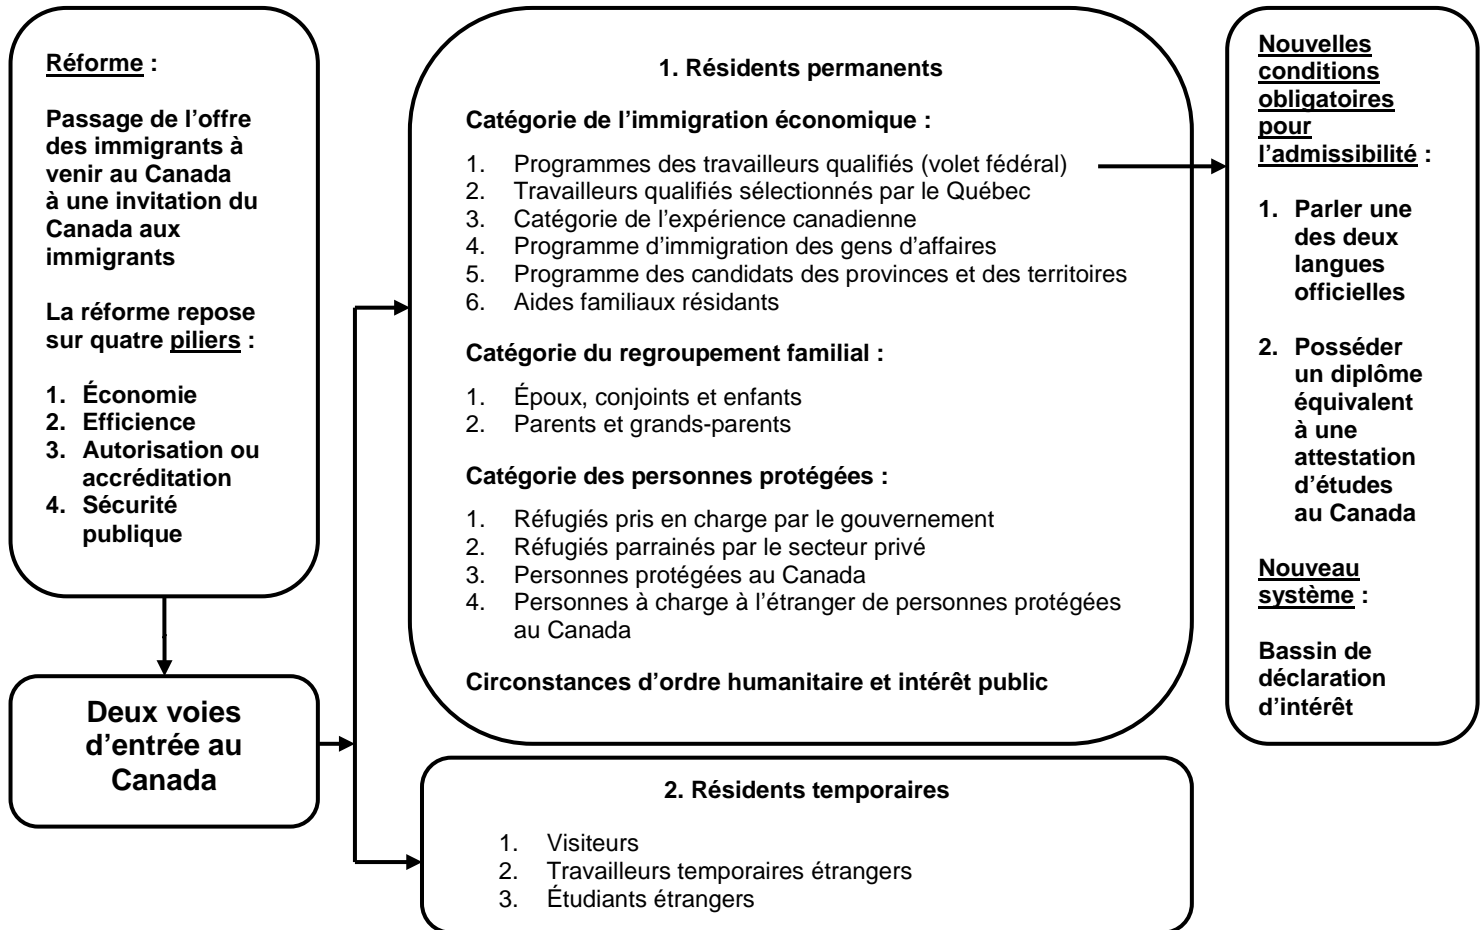 Réforme :
Passage de l’offre
des immigrants à
venir au Canada
à une invitation du
Canada aux
immigrants
La réforme repose
sur quatre piliers :
1. Économie
2. Efficience
3. Autorisation ou
accréditation
4. Sécurité
publique
Deux voies
d’entrée au
Canada
1. Résidents permanents
Catégorie de l’immigration économique :
1. Programmes des travailleurs qualifiés (volet fédéral)
2. Travailleurs qualifiés sélectionnés par le Québec
3. Catégorie de l’expérience canadienne
4. Programme d’immigration des gens d’affaires
5. Programme des candidats des provinces et des territoires
6. Aides familiaux résidants
Catégorie du regroupement familial :
1. Époux, conjoints et enfants
2. Parents et grands-parents
Catégorie des personnes protégées :
1. Réfugiés pris en charge par le gouvernement
2. Réfugiés parrainés par le secteur privé
3. Personnes protégées au Canada
4. Personnes à charge à l’étranger de personnes protégées
au Canada
Circonstances d’ordre humanitaire et intérêt public
2. Résidents temporaires
1. Visiteurs
2. Travailleurs temporaires étrangers
3. Étudiants étrangers
Nouvelles
conditions
obligatoires
pour
l’admissibilité :
1. Parler une
des deux
langues
officielles
2. Posséder
un diplôme
équivalent
à une
attestation
d’études
au Canada
Nouveau
système :
Bassin de
déclaration
d’intérêt